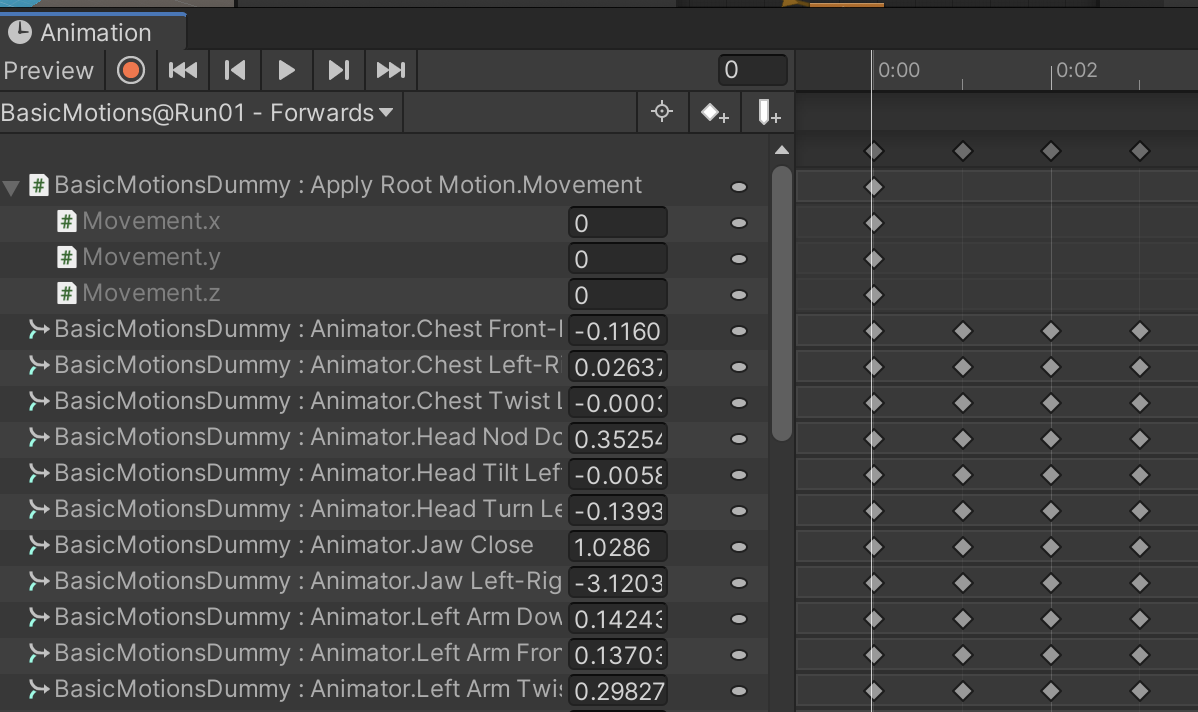 Animation
Preview 0 0:00 0:02
BasicMotions@Run01 - Forwards
BasicMotionsDummy : Apply Root Motion.Movement
Movement.x 0
Movement.y 0
Movement.z 0
BasicMotionsDummy : Animator.Chest Front- -0.1160
BasicMotionsDummy : Animator.Chest Left-Ri 0.02637
BasicMotionsDummy : Animator.Chest Twist L -0.0003
BasicMotionsDummy : Animator.Head Nod Do 0.35254
BasicMotionsDummy : Animator.Head Tilt Lef -0.0058
BasicMotionsDummy : Animator.Head Turn Le -0.1393
BasicMotionsDummy : Animator.Jaw Close 1.0286
BasicMotionsDummy : Animator.Jaw Left-Rig -3.1203
BasicMotionsDummy : Animator.Left Arm Dow 0.14243
BasicMotionsDummy : Animator.Left Arm Fron 0.13703
BasicMotionsDummy : Animator.Left Arm Twis 0.29827